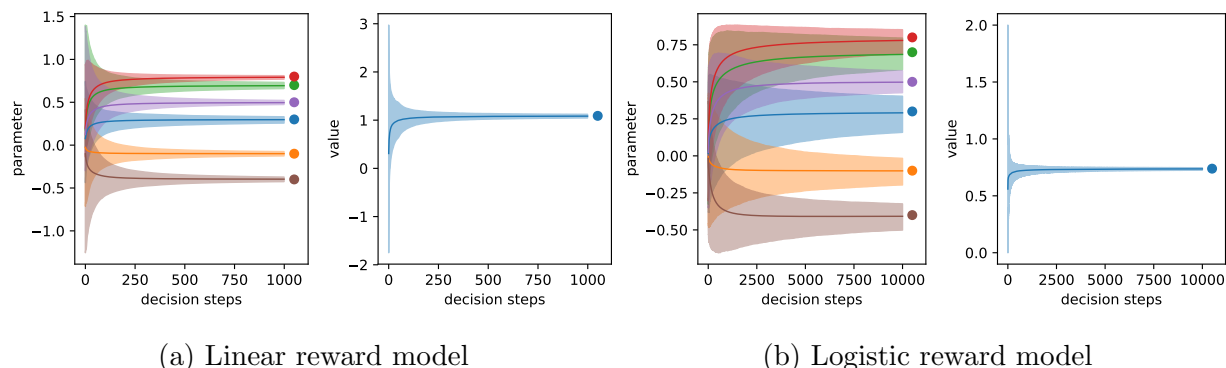 1.5
1.0
0.5
0.0
−0.5
−1.0
parameter
0 250 500 750 1000
decision steps
3
2
1
0
−1
−2
value
0 250 500 750 1000
decision steps
0.75
0.50
0.25
0.00
−0.25
−0.50
parameter
0 2500 5000 7500 10000
decision steps
2.0
1.5
1.0
0.5
0.0
value
0 2500 5000 7500 10000
decision steps
(a) Linear reward model
(b) Logistic reward model